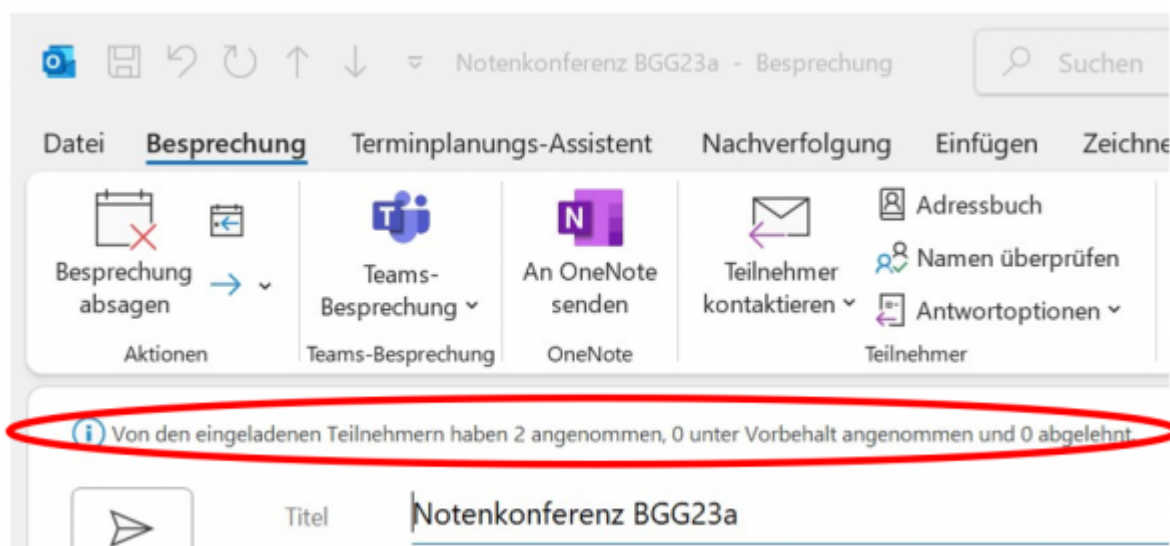 Notenkonferenz BGG23a - Besprechung
Suchen
Datei Besprechung Terminplanungs-Assistent Nachverfolgung Einfügen Zeichne
Besprechung absagen
Teams-Besprechung
An OneNote senden
Teilnehmer kontaktieren
Adressbuch
Namen überprüfen
Antwortoptionen
Aktionen
Teams-Besprechung
OneNote
Teilnehmer
Von den eingeladenen Teilnehmern haben 2 angenommen, 0 unter Vorbehalt angenommen und 0 abgelehnt.
Titel
Notenkonferenz BGG23a